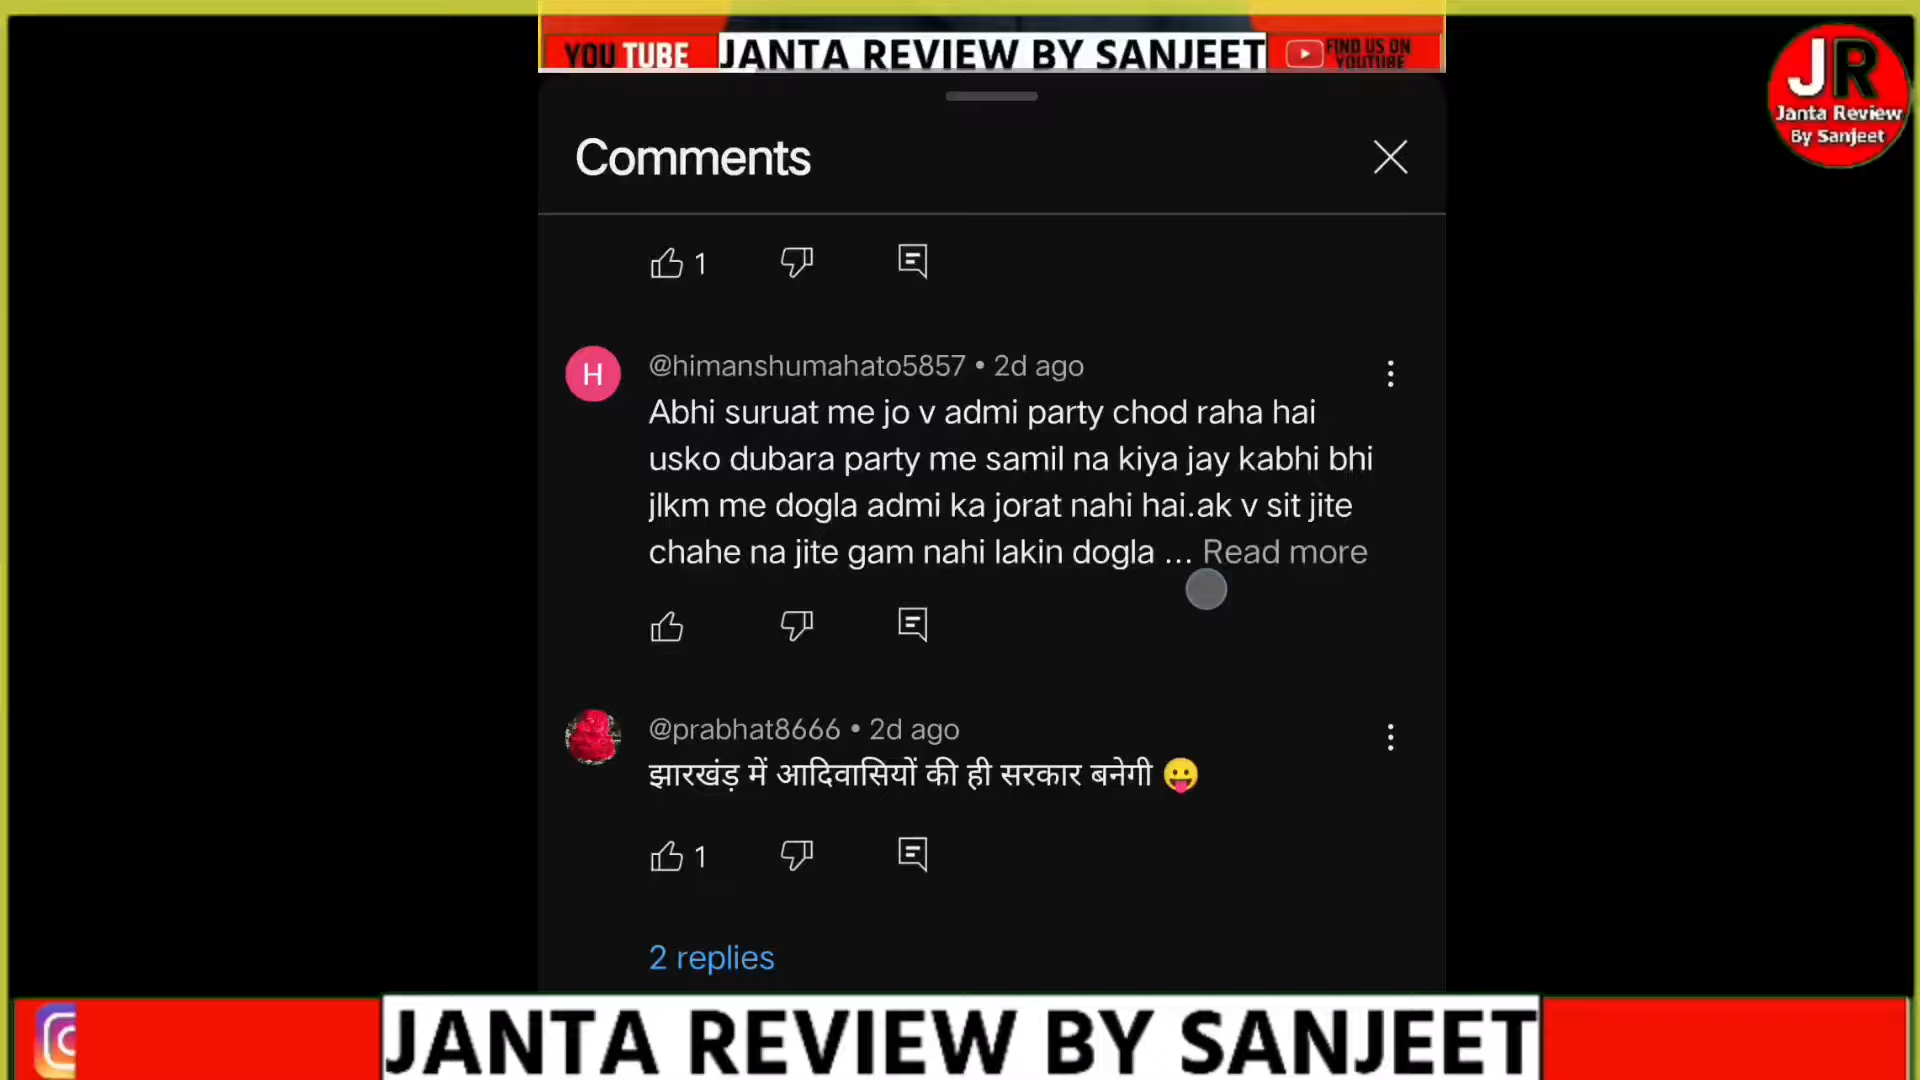 YOU TUBE JANTA REVIEW BY SANJEET FIND US ON
YOUTUBE
JR
Janta Review
By Sanjeet
Comments
1
H
@himanshumahato5857 • 2d ago
Abhi suruat me jo v admi party chod raha hai
usko dubara party me samil na kiya jay kabhi bhi
jlkm me dogla admi ka jorat nahi hai.ak v sit jite
chahe na jite gam nahi lakin dogla ... Read more
@prabhat8666 • 2d ago
झारखंड़ में आदिवासियों की ही सरकार बनेगी 😛
1
2 replies
JANTA REVIEW BY SANJEET